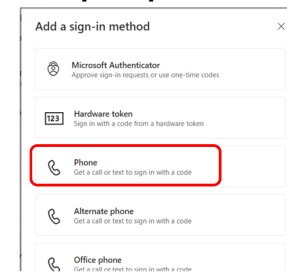 Add a sign-in method
Microsoft Authenticator
Approve sign-in requests or use one-time codes
123
Hardware token
Sign in with a code from a hardware token
Phone
Get a call or text to sign in with a code
Alternate phone
Get a call or text to sign in with a code
Office phone
Get a call or text to sign in with a code